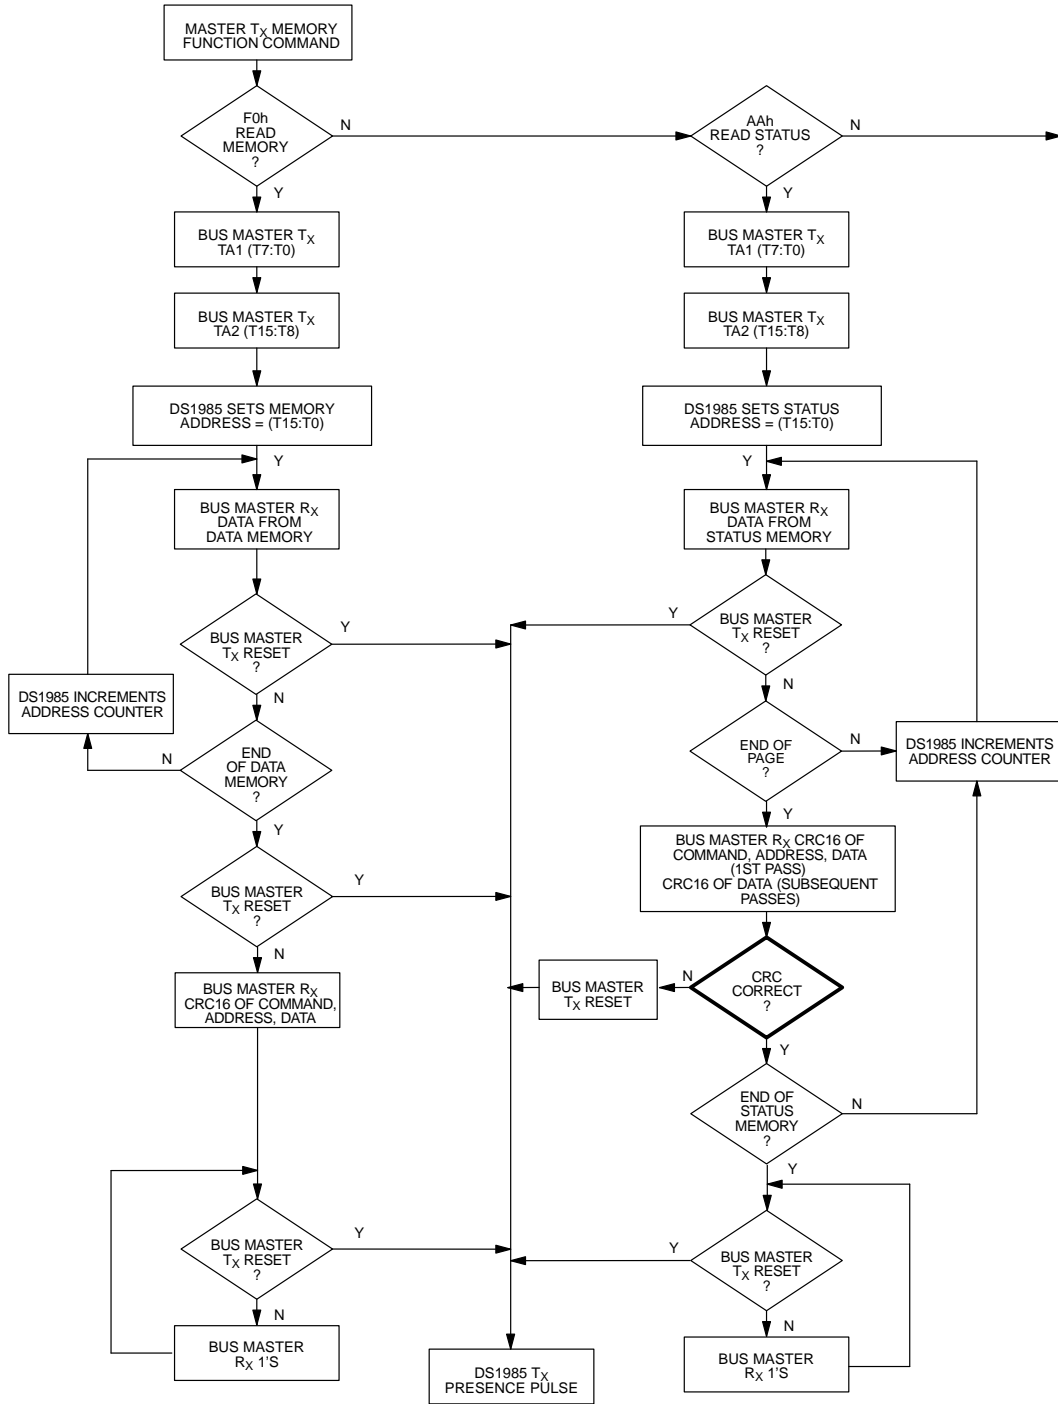 MASTER TX MEMORY
FUNCTION COMMAND
F0h
READ
MEMORY
?
N
AAh
READ STATUS
?
N
Y
Y
BUS MASTER TX
TA1 (T7:T0)
BUS MASTER TX
TA1 (T7:T0)
BUS MASTER TX
TA2 (T15:T8)
BUS MASTER TX
TA2 (T15:T8)
DS1985 SETS MEMORY
ADDRESS = (T15:T0)
DS1985 SETS STATUS
ADDRESS = (T15:T0)
Y
Y
BUS MASTER RX
DATA FROM
DATA MEMORY
BUS MASTER RX
DATA FROM
STATUS MEMORY
BUS MASTER
TX RESET
?
Y
Y
BUS MASTER
TX RESET
?
N
N
DS1985 INCREMENTS
ADDRESS COUNTER
N
END
OF DATA
MEMORY
?
END OF
PAGE
?
N
DS1985 INCREMENTS
ADDRESS COUNTER
Y
Y
BUS MASTER RX CRC16 OF
COMMAND, ADDRESS, DATA
(1ST PASS)
CRC16 OF DATA (SUBSEQUENT
PASSES)
BUS MASTER
TX RESET
?
Y
N
BUS MASTER RX
CRC16 OF COMMAND,
ADDRESS, DATA
BUS MASTER
TX RESET
N
CRC
CORRECT
?
Y
END OF
STATUS
MEMORY
?
N
Y
BUS MASTER
TX RESET
?
Y
Y
BUS MASTER
TX RESET
?
N
N
BUS MASTER
RX 1'S
DS1985 TX
PRESENCE PULSE
BUS MASTER
RX 1'S